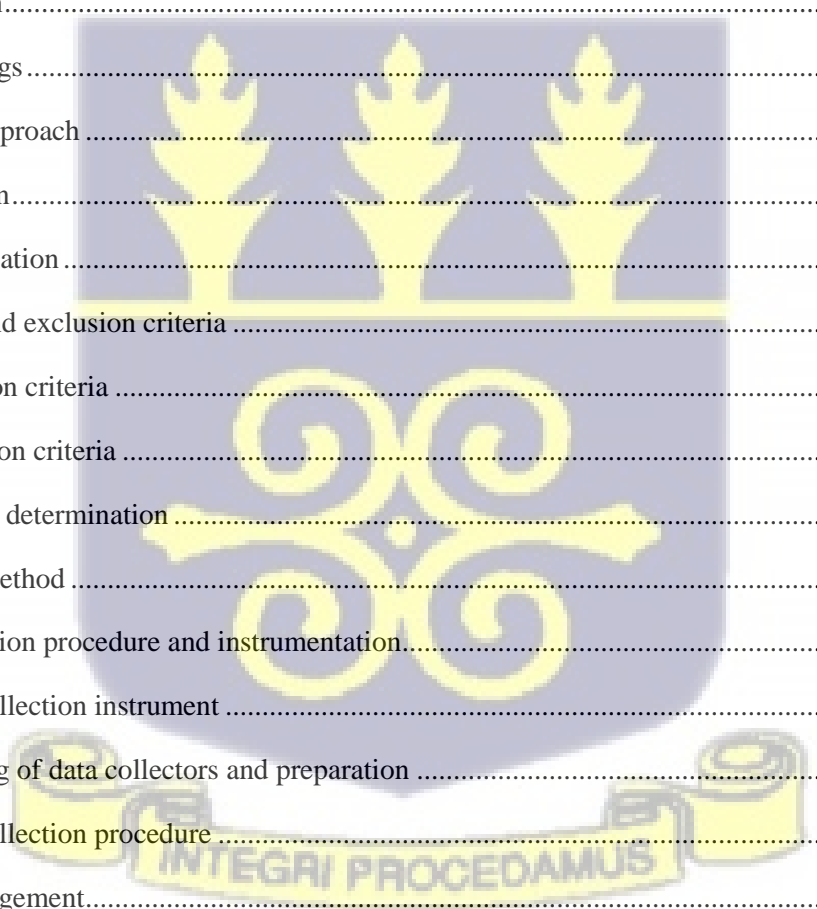 n....................
gs....................
proach ....................
n....................
ation ....................
d exclusion criteria ....................
on criteria ....................
on criteria ....................
determination ....................
ethod ....................
ion procedure and instrumentation....................
llection instrument ....................
g of data collectors and preparation ....................
llection procedure ....................
INTEGRI PROCEDAMUS
gement....................